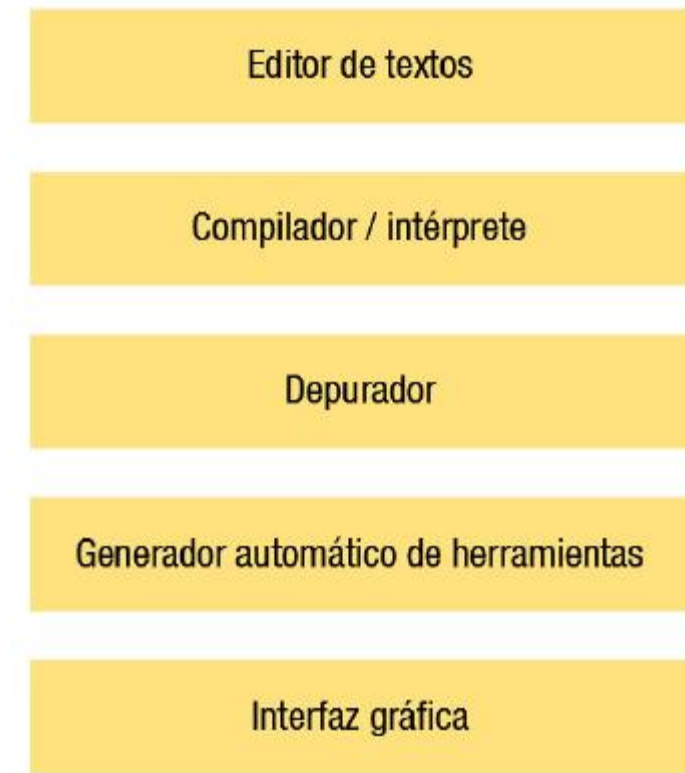 Editor de textos
Compilador / intérprete
Depurador
Generador automático de herramientas
Interfaz gráfica